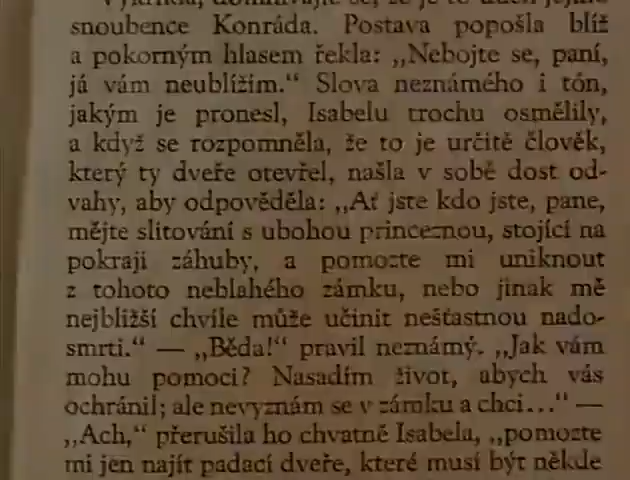 snoubence Konráda. Postava popošla blíž
a pokorným hlasem řekla: „Nebojte se, paní,
já vám neublížím.“ Slova neznámého i tón,
jakým je pronesl, Isabelu trochu osmělily,
a když se rozpomněla, že to je určitě člověk,
který ty dveře otevřel, našla v sobě dost od-
vahy, aby odpověděla: „Ať jste kdo jste, pane,
mějte slitování s ubohou princeznou, stojící na
pokraji záhuby, a pomozte mi uniknout
z tohoto neblahého zámku, nebo jinak mě
nejbližší chvíle může učinit nešťastnou nado-
smrti.“ — „Běda!“ pravil neznámý. „Jak vám
mohu pomoci? Nasadím život, abych vás
ochránil; ale nevyznám se v zámku a chci...“ —
„Ach,“ přerušila ho chvatně Isabela, „pomozte
mi jen najít padací dveře, které musí být někde